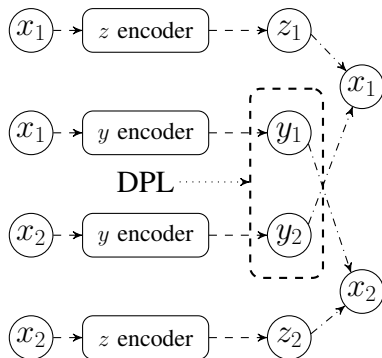 x₁ z encoder z₁
x₁
x₁ y encoder y₁
DPL
x₂ y encoder y₂
x₂
x₂ z encoder z₂